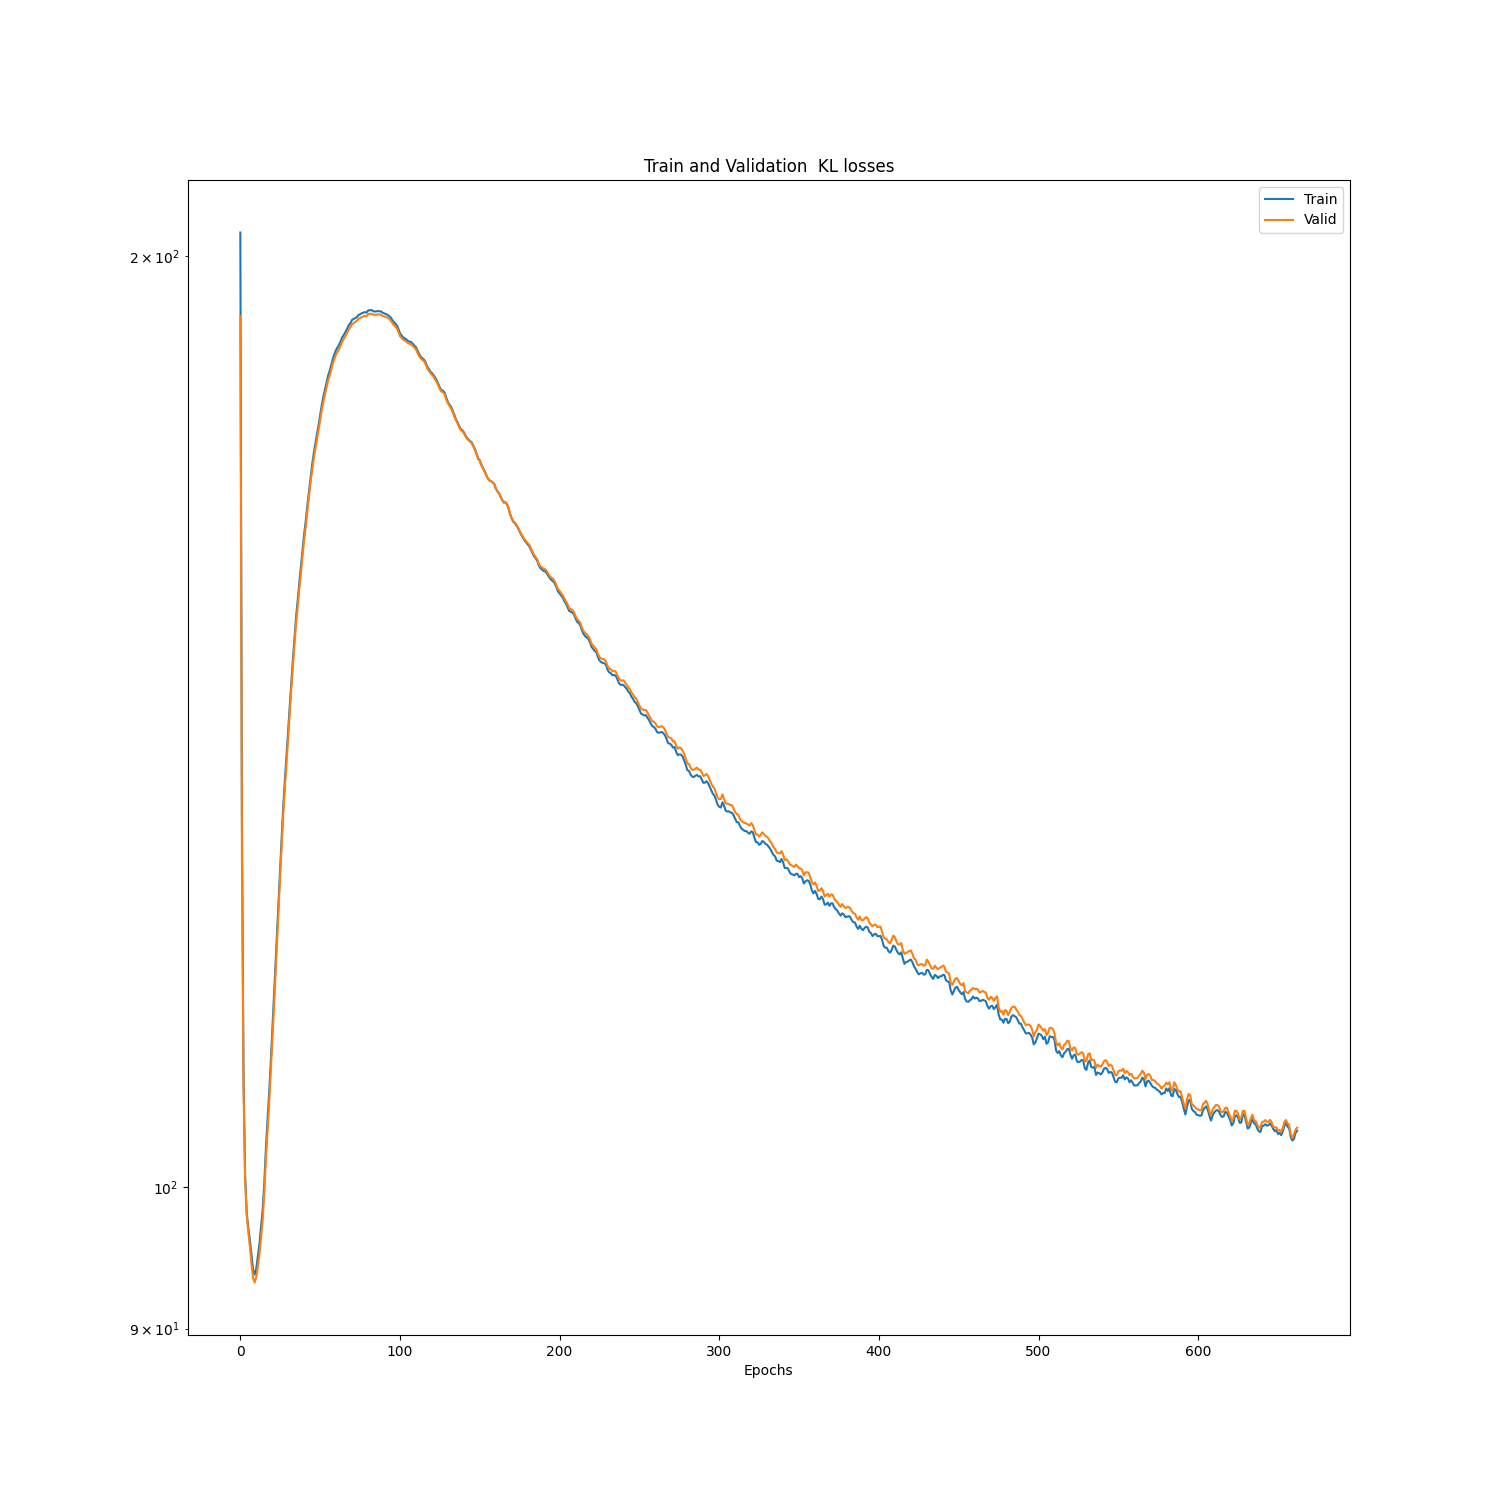 Train and Validation  KL losses
Train
Valid
2 × 10²
10²
9 × 10¹
0 100 200 300 400 500 600
Epochs